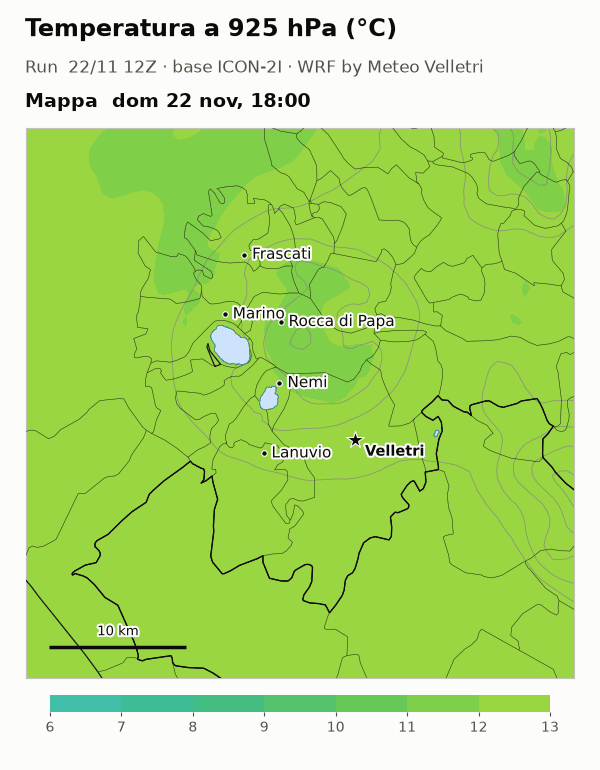 Temperatura a 925 hPa (°C)
Run  22/11 12Z · base ICON-2I · WRF by Meteo Velletri
Mappa  dom 22 nov, 18:00
Frascati
Marino
Rocca di Papa
Nemi
Velletri
Lanuvio
10 km
6 7 8 9 10 11 12 13